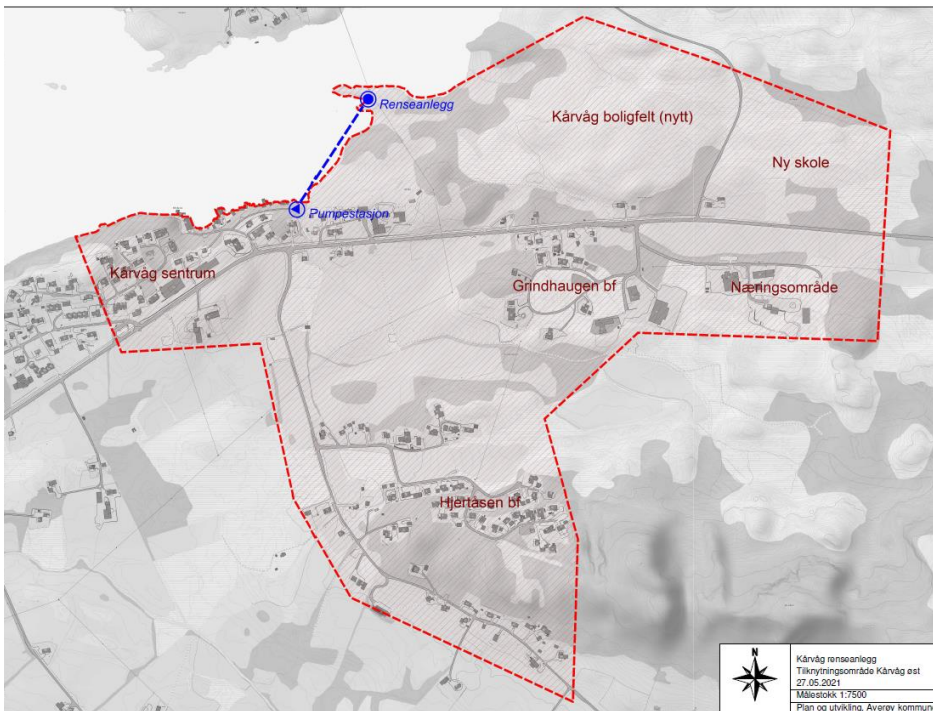 Renseanlegg
Kårvåg boligfelt (nytt)
Ny skole
Pumpestasjon
Kårvåg sentrum
Grindhaugen bf
Næringsområde
Hjertåsen bf
N
Kårvåg renseanlegg
Tilknytningsområde Kårvåg øst
27.05.2021
Målestokk 1:7500
Plan og utvikling, Averøy kommune